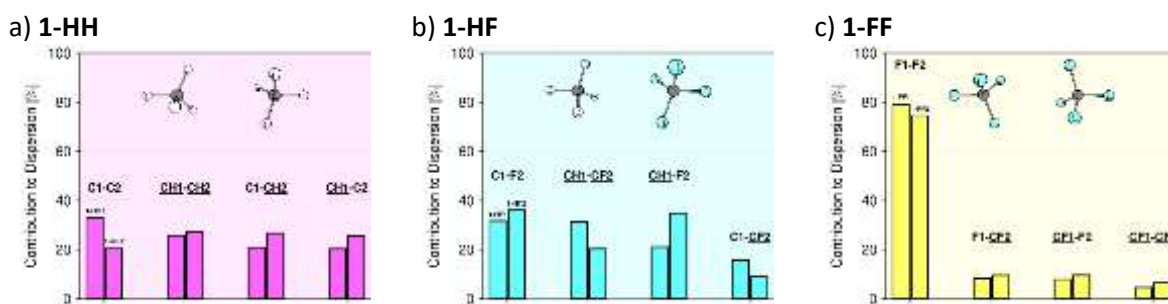 a) 1-HH
b) 1-HF
c) 1-FF
Contribution to Dispersion [%]
100
80
60
40
20
0
C1-C2
CH1-CH2
C1-CH2
CH1-C2
Contribution to Dispersion [%]
100
80
60
40
20
0
C1-F2
CH1-CF2
CH1-F2
C1-CF2
Contribution to Dispersion [%]
100
80
60
40
20
0
F1-F2
F1-CF2
CF1-F2